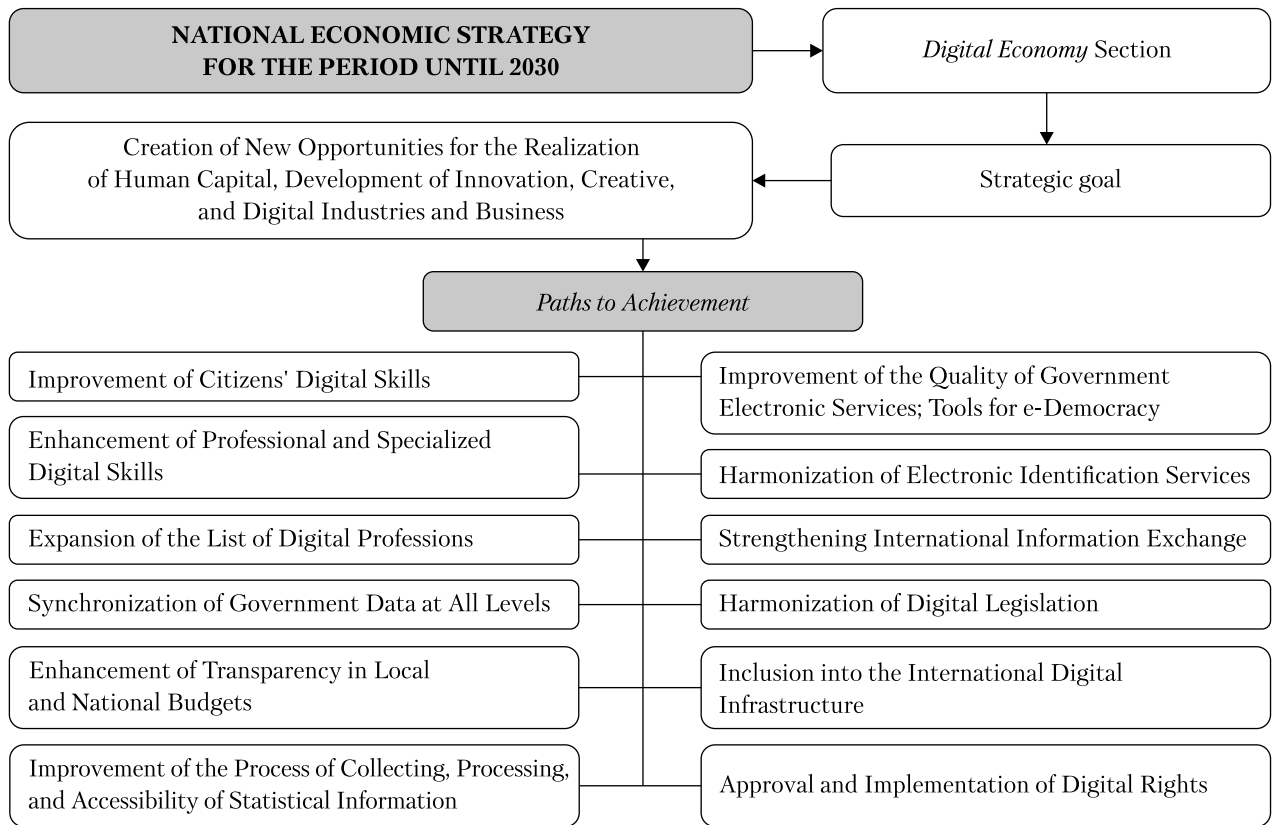 NATIONAL ECONOMIC STRATEGY
FOR THE PERIOD UNTIL 2030
Digital Economy Section
Creation of New Opportunities for the Realization
of Human Capital, Development of Innovation, Creative,
and Digital Industries and Business
Strategic goal
Paths to Achievement
Improvement of Citizens' Digital Skills
Improvement of the Quality of Government
Electronic Services; Tools for e-Democracy
Enhancement of Professional and Specialized
Digital Skills
Harmonization of Electronic Identification Services
Expansion of the List of Digital Professions
Strengthening International Information Exchange
Synchronization of Government Data at All Levels
Harmonization of Digital Legislation
Enhancement of Transparency in Local
and National Budgets
Inclusion into the International Digital
Infrastructure
Improvement of the Process of Collecting, Processing,
and Accessibility of Statistical Information
Approval and Implementation of Digital Rights